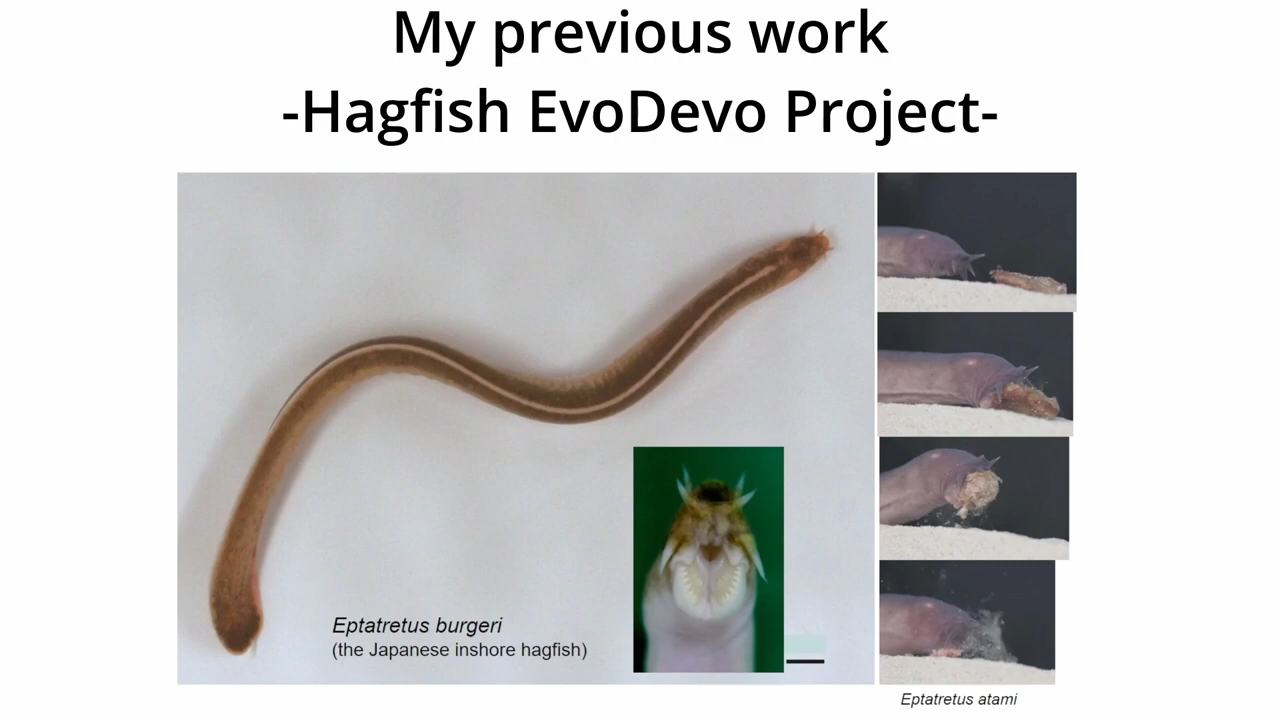 My previous work
-Hagfish EvoDevo Project-
Eptatretus burgeri
(the Japanese inshore hagfish)
Eptatretus atami